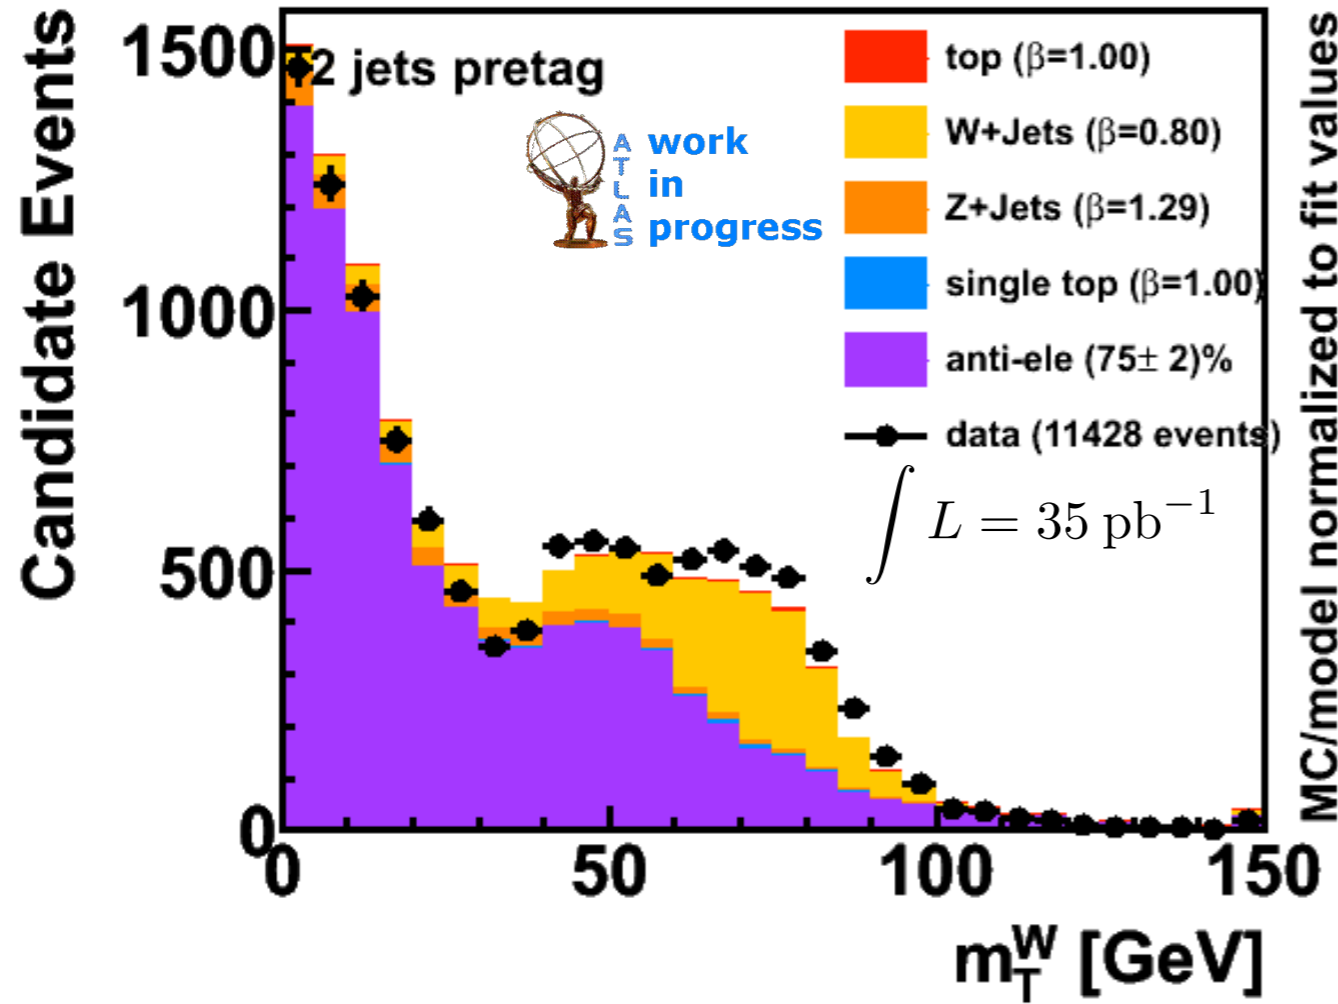 Candidate Events
1500
1000
500
0
2 jets pretag
ATLAS
work
in
progress
top (β=1.00)
W+Jets (β=0.80)
Z+Jets (β=1.29)
single top (β=1.00)
anti-ele (75± 2)%
data (11428 events)
∫ L = 35 pb⁻¹
MC/model normalized to fit values
0 50 100 150
m_T^W [GeV]